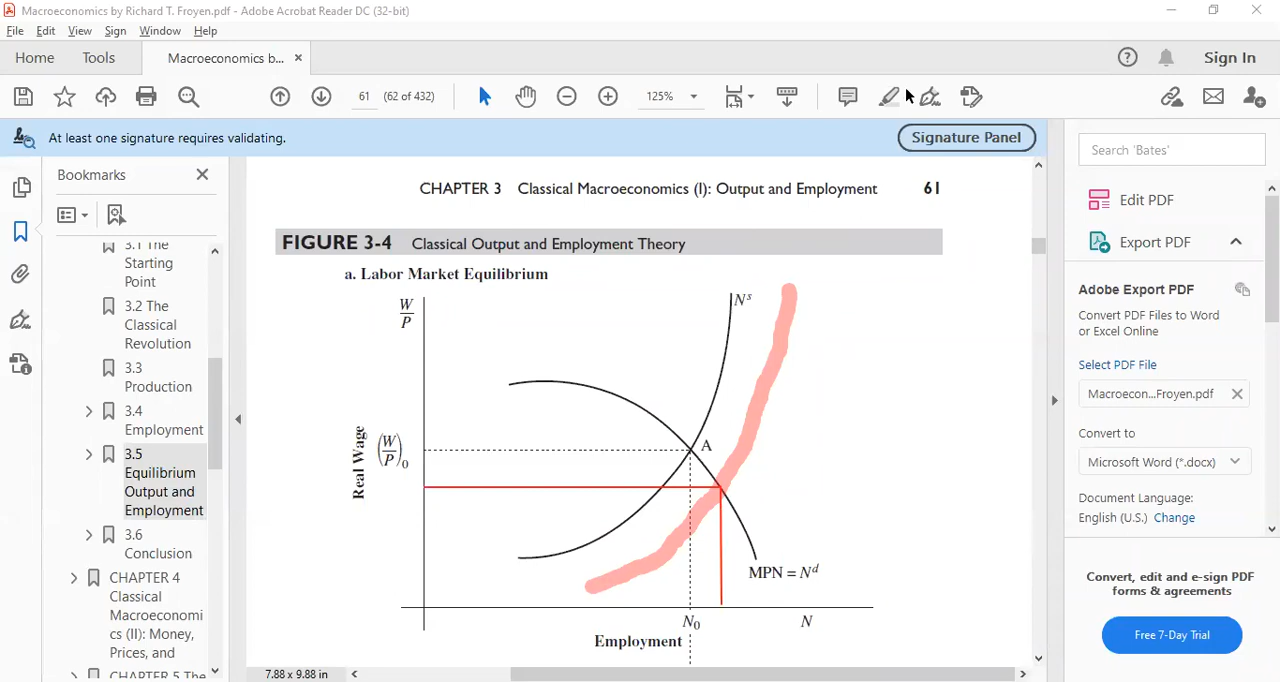 Macroeconomics by Richard T. Froyen.pdf - Adobe Acrobat Reader DC (32-bit)
File Edit View Sign Window Help
Home Tools Macroeconomics b... × Sign In
61 (62 of 432) 125%
At least one signature requires validating. Signature Panel
Bookmarks
3.1 The
Starting
Point
3.2 The
Classical
Revolution
3.3
Production
3.4
Employment
3.5
Equilibrium
Output and
Employment
3.6
Conclusion
CHAPTER 4
Classical
Macroeconomi
cs (II): Money,
Prices, and
CHAPTER 5 The
CHAPTER 3 Classical Macroeconomics (I): Output and Employment 61
FIGURE 3-4 Classical Output and Employment Theory
a. Labor Market Equilibrium
W
P
Nˢ
Real Wage
(W/P)₀
A
MPN = Nᵈ
N₀ N
Employment
7.88 x 9.88 in
Search 'Bates'
Edit PDF
Export PDF
Adobe Export PDF
Convert PDF Files to Word
or Excel Online
Select PDF File
Macroecon...Froyen.pdf
Convert to
Microsoft Word (*.docx)
Document Language:
English (U.S.) Change
Convert, edit and e-sign PDF
forms & agreements
Free 7-Day Trial